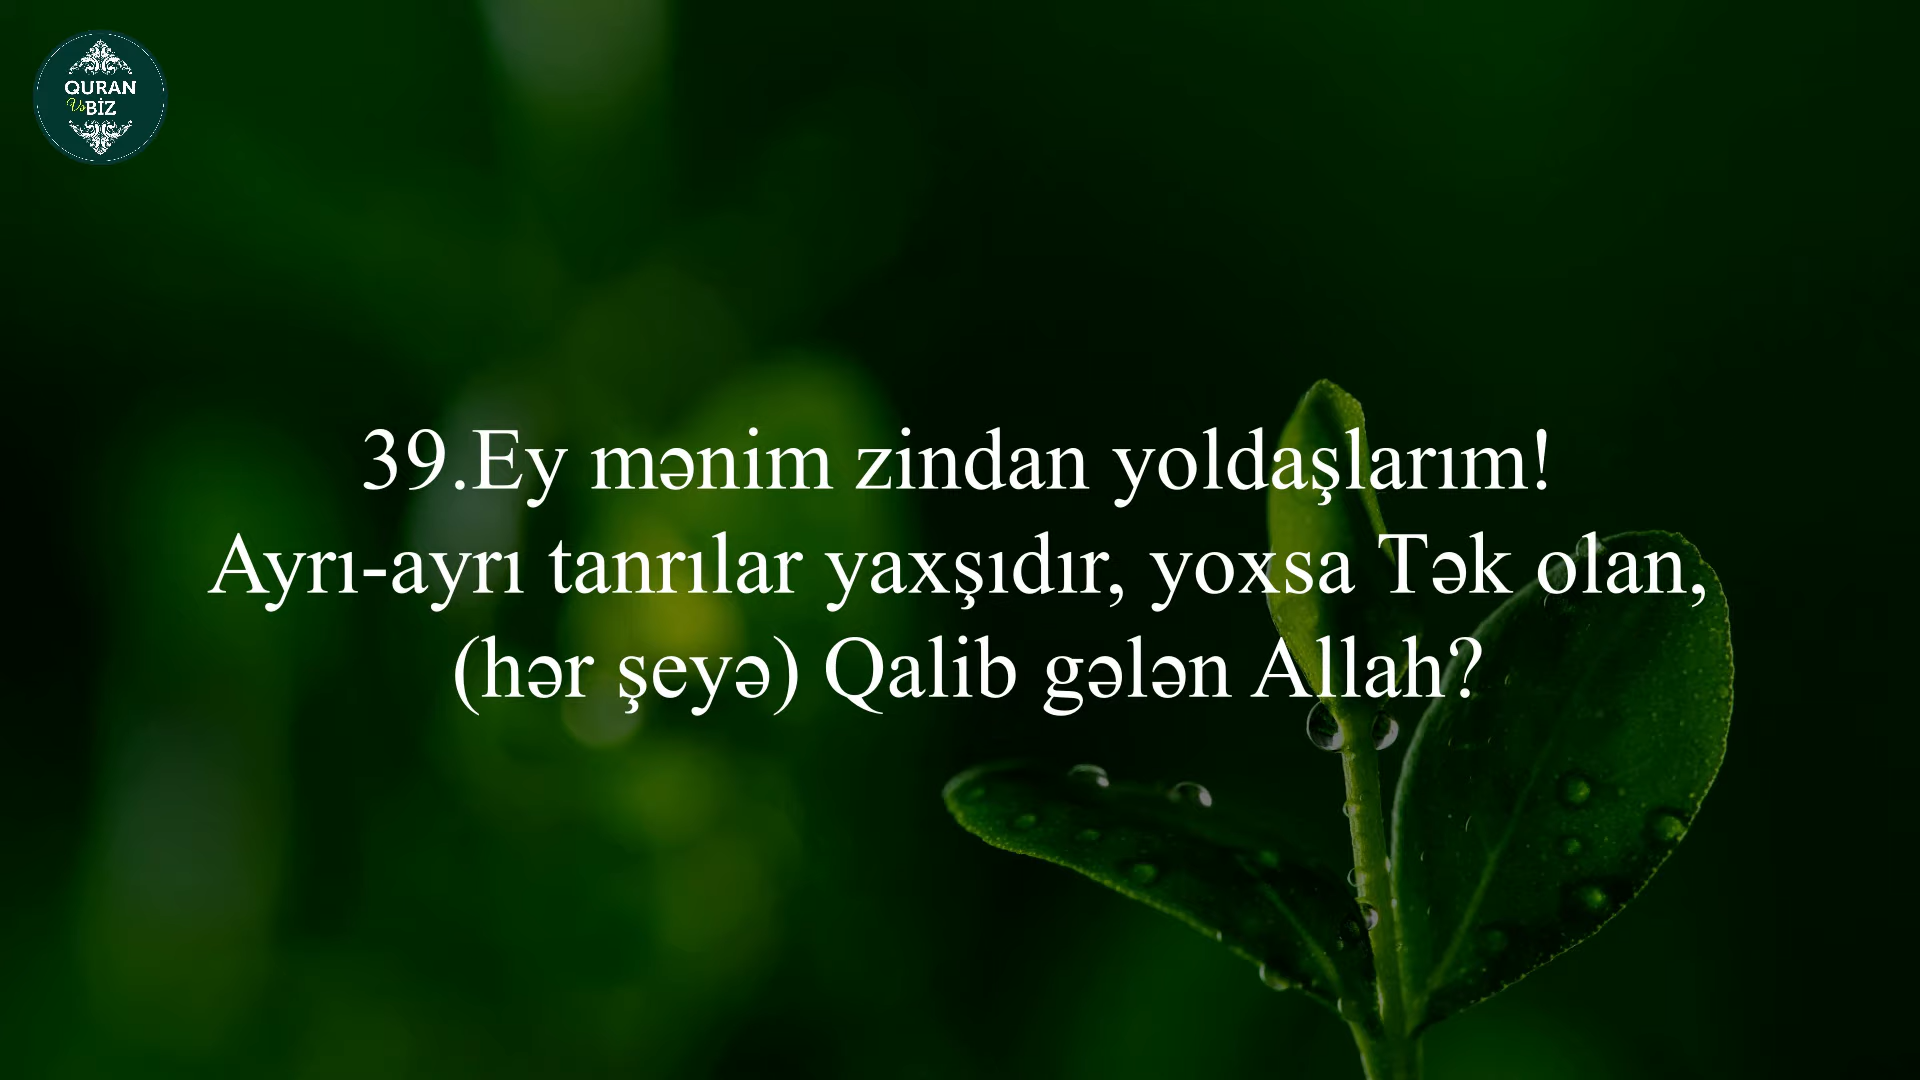 QURAN
Və BİZ
39.Ey mənim zindan yoldaşlarım!
Ayrı-ayrı tanrılar yaxşıdır, yoxsa Tək olan,
(hər şeyə) Qalib gələn Allah?